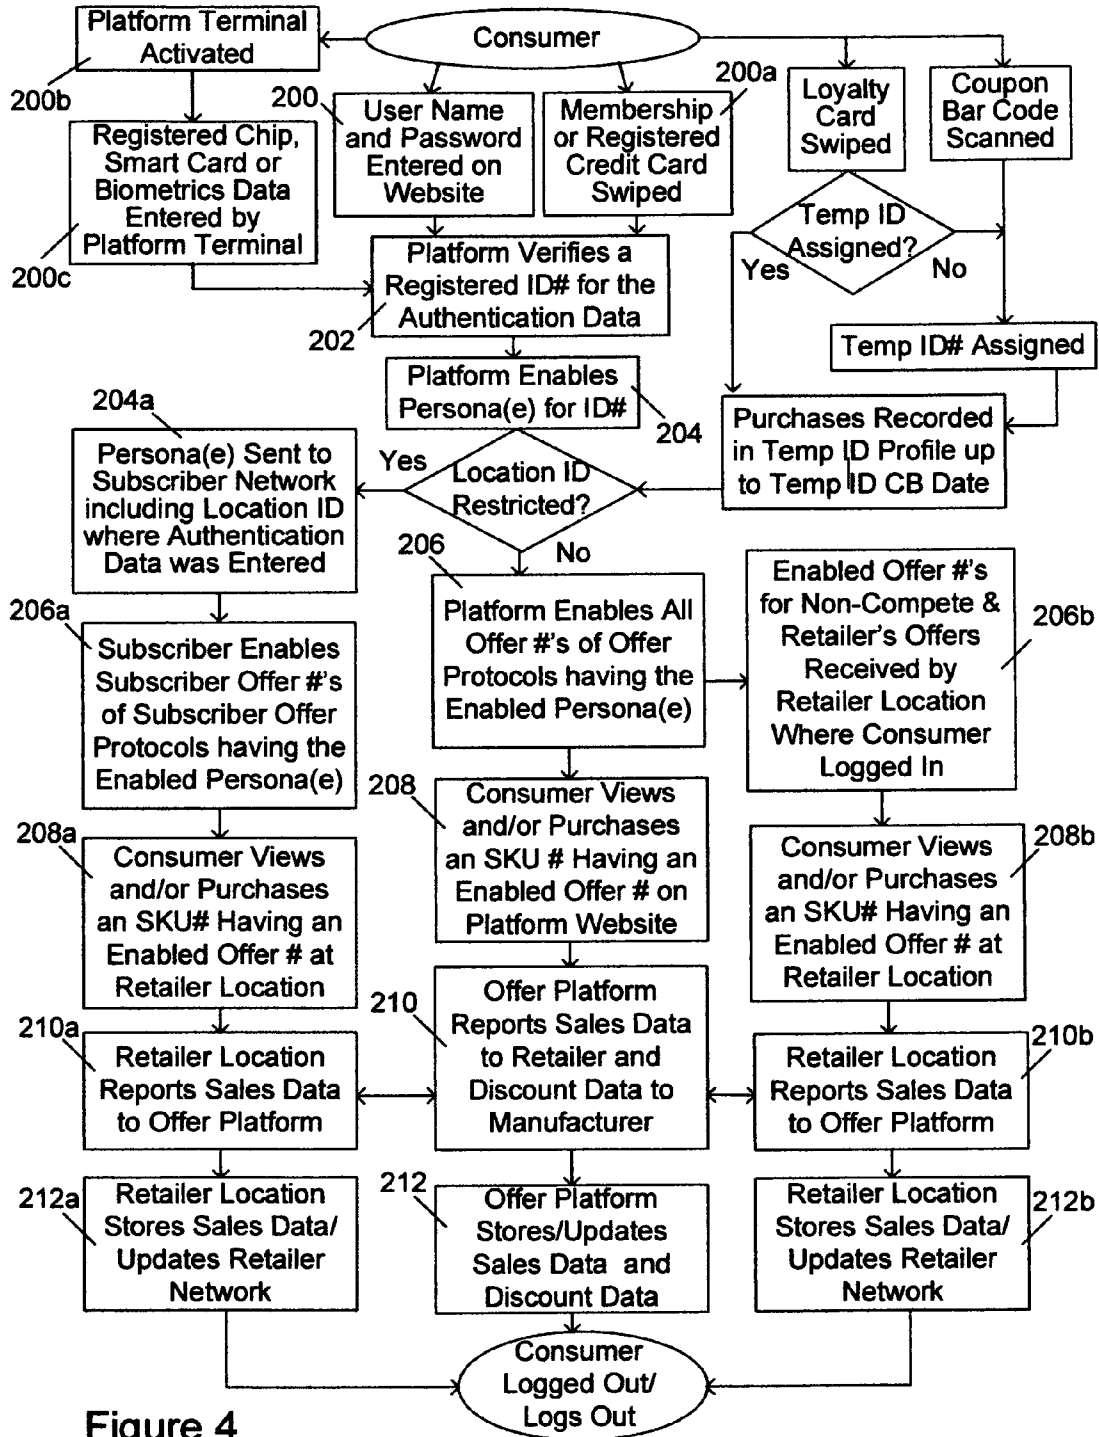 Platform Terminal
Activated
Consumer
200b
200
200a
User Name
and Password
Entered on
Website
Membership
or Registered
Credit Card
Swiped
Loyalty
Card
Swiped
Coupon
Bar Code
Scanned
Registered Chip,
Smart Card or
Biometrics Data
Entered by
Platform Terminal
200c
Temp ID
Assigned?
Yes
No
Platform Verifies a
Registered ID# for the
Authentication Data
202
Temp ID# Assigned
Platform Enables
Persona(e) for ID#
204
204a
Purchases Recorded
in Temp ID Profile up
to Temp ID CB Date
Persona(e) Sent to
Subscriber Network
including Location ID
where Authentication
Data was Entered
Yes
Location ID
Restricted?
No
206
206a
Platform Enables All
Offer #'s of Offer
Protocols having the
Enabled Persona(e)
Enabled Offer #'s
for Non-Compete &
Retailer's Offers
Received by
Retailer Location
Where Consumer
Logged In
206b
Subscriber Enables
Subscriber Offer #'s
of Subscriber Offer
Protocols having the
Enabled Persona(e)
208
Consumer Views
and/or Purchases
an SKU # Having an
Enabled Offer # on
Platform Website
208a
Consumer Views
and/or Purchases
an SKU# Having an
Enabled Offer # at
Retailer Location
208b
Consumer Views
and/or Purchases
an SKU# Having an
Enabled Offer # at
Retailer Location
210a
Retailer Location
Reports Sales Data
to Offer Platform
210
Offer Platform
Reports Sales Data
to Retailer and
Discount Data to
Manufacturer
210b
Retailer Location
Reports Sales Data
to Offer Platform
212a
Retailer Location
Stores Sales Data/
Updates Retailer
Network
212
Offer Platform
Stores/Updates
Sales Data and
Discount Data
212b
Retailer Location
Stores Sales Data/
Updates Retailer
Network
Consumer
Logged Out/
Logs Out
Figure 4